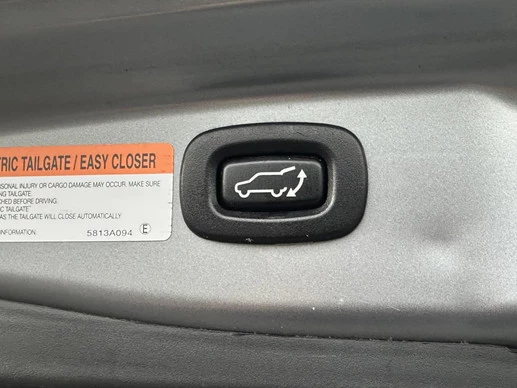 TRIC TAILGATE / EASY CLOSER
SONAL INJURY OR CARGO DAMAGE MAY OCCUR. MAKE SURE
NG TAILGATE.
CHED BEFORE DRIVING.
IC TAILGATE"
AS THE TAILGATE WILL CLOSE AUTOMATICALLY
INFORMATION.
5813A094 E